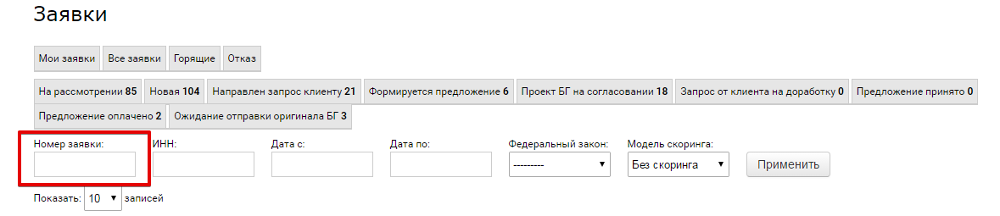 Заявки
Мои заявки Все заявки Горящие Отказ
На рассмотрении 85 Новая 104 Направлен запрос клиенту 21 Формируется предложение 6 Проект БГ на согласовании 18 Запрос от клиента на доработку 0 Предложение принято 0
Предложение оплачено 2 Ожидание отправки оригинала БГ 3
Номер заявки: ИНН: Дата с: Дата по: Федеральный закон: Модель скоринга:
--------- Без скоринга Применить
Показать: 10 записей